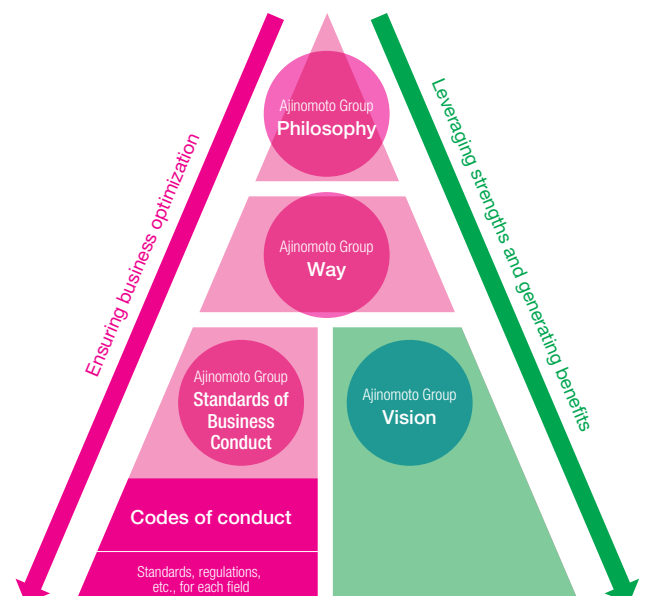 Ajinomoto Group
Philosophy
Ensuring business optimization
Leveraging strengths and generating benefits
Ajinomoto Group
Way
Ajinomoto Group
Standards of
Business
Conduct
Ajinomoto Group
Vision
Codes of conduct
Standards, regulations,
etc., for each field